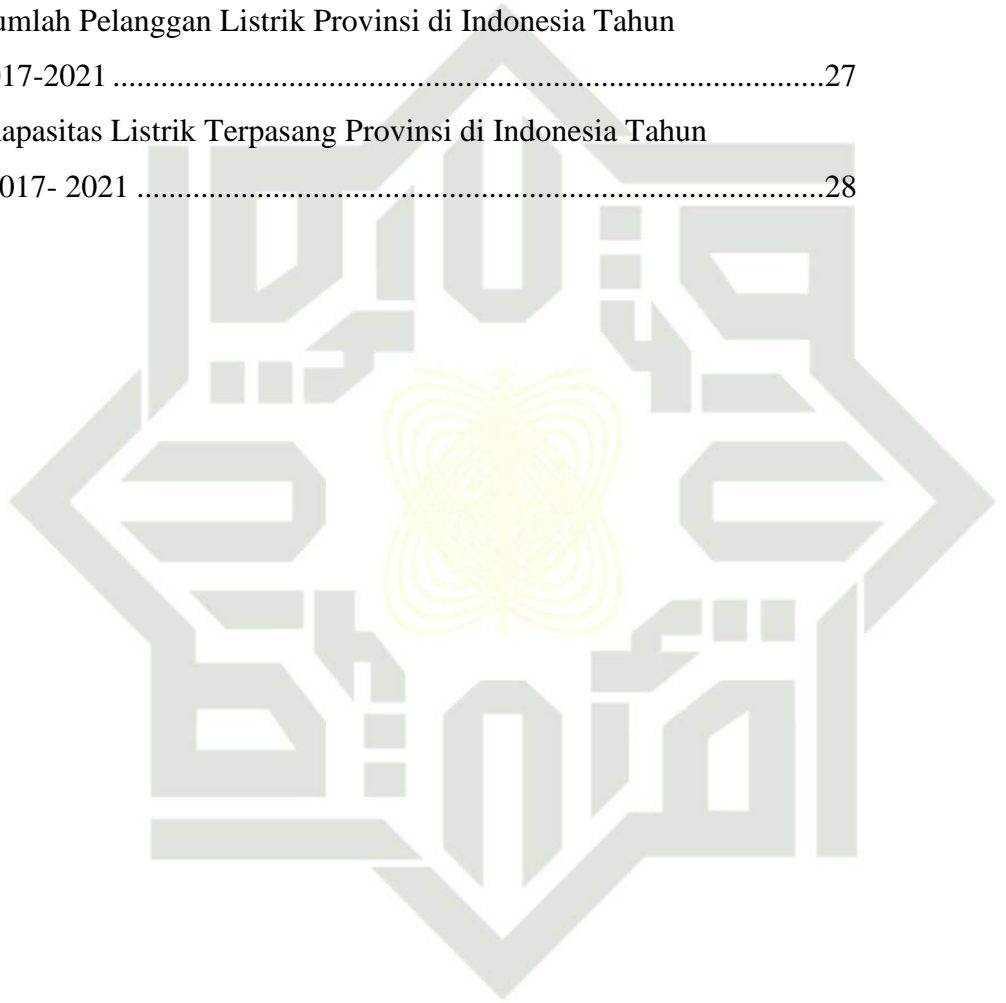 umlah Pelanggan Listrik Provinsi di Indonesia Tahun
17-2021 ..........................................................................................27
apasitas Listrik Terpasang Provinsi di Indonesia Tahun
017- 2021 .......................................................................................28